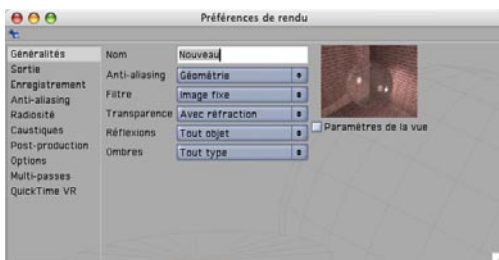 Préférences de rendu
Généralités
Sortie
Enregistrement
Anti-aliasing
Radiosité
Caustiques
Post-production
Options
Multi-passes
QuickTime VR
Nom Nouveau
Anti-aliasing Géométrie
Filtre Image fixe
Transparence Avec réfraction
Réflexions Tout objet
Ombres Tout type
Paramètres de la vue